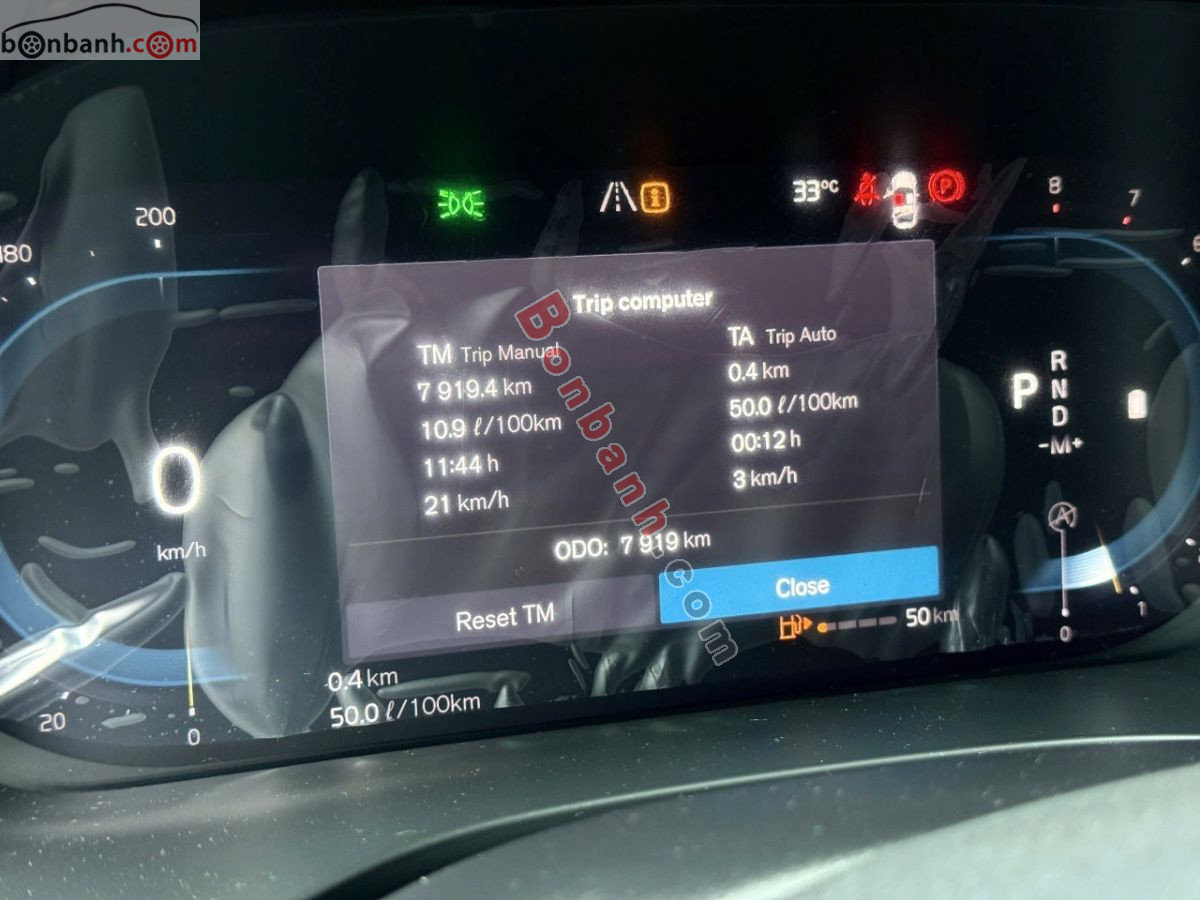 bonbanh.com
200
180
33°C
P
8
7
6
Trip computer
TM Trip Manual
7 919.4 km
10.9 ℓ/100km
11:44 h
21 km/h
TA Trip Auto
0.4 km
50.0 ℓ/100km
00:12 h
3 km/h
ODO: 7 919 km
Reset TM
Close
Bonbanh.com
0
km/h
P
R
N
D
-M+
A
50 km
0.4 km
50.0 ℓ/100km
20
0
0
1